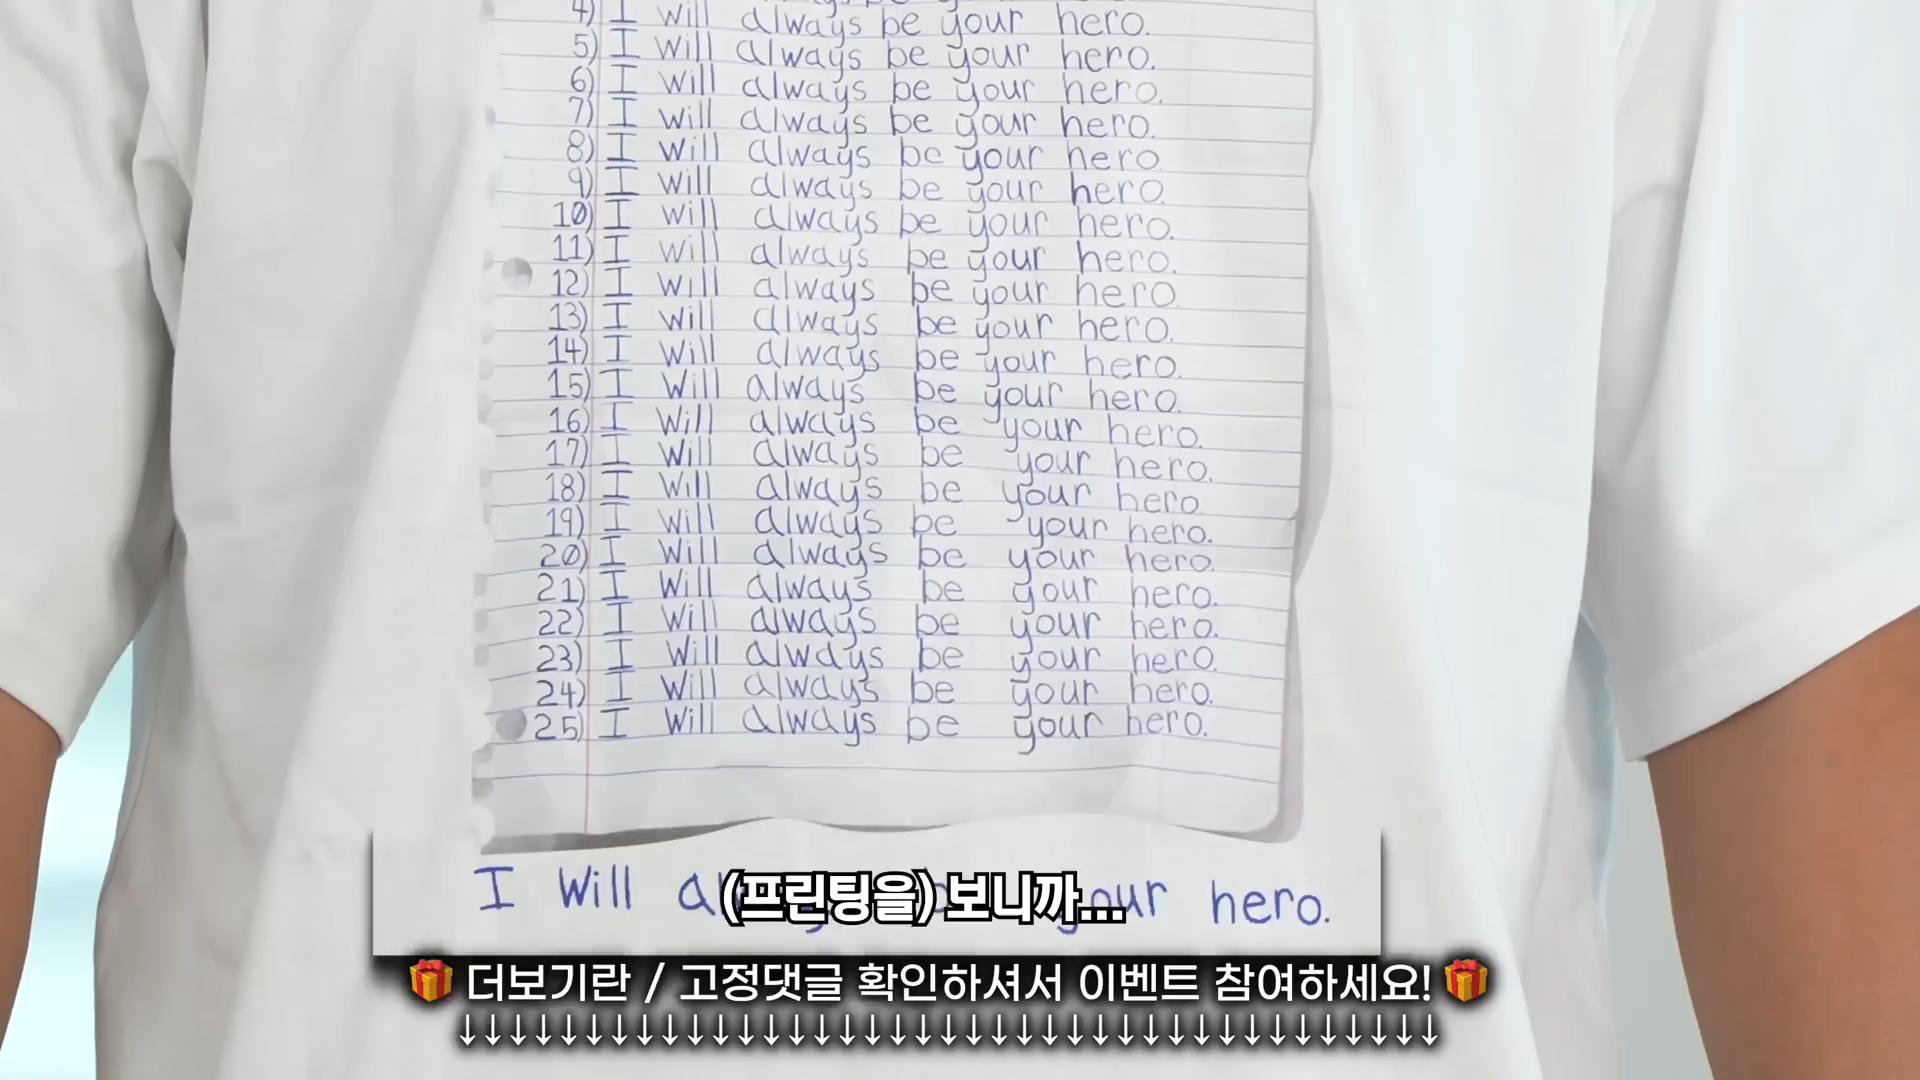 4) I will always be your hero.
5) I will always be your hero.
6) I will always be your hero.
7) I will always be your hero.
8) I will always be your hero.
9) I will always be your hero.
10) I will always be your hero.
11) I will always be your hero.
12) I will always be your hero.
13) I will always be your hero.
14) I will always be your hero.
15) I will always be your hero.
16) I will always be your hero.
17) I will always be your hero.
18) I will always be your hero.
19) I will always be your hero.
20) I will always be your hero.
21) I will always be your hero.
22) I will always be your hero.
23) I will always be your hero.
24) I will always be your hero.
25) I will always be your hero.
I will your hero.
(프린팅을) 보니까...
🎁 더보기란 / 고정댓글 확인하셔서 이벤트 참여하세요! 🎁
↓↓↓↓↓↓↓↓↓↓↓↓↓↓↓↓↓↓↓↓↓↓↓↓↓↓↓↓↓↓↓↓↓↓↓↓↓↓↓